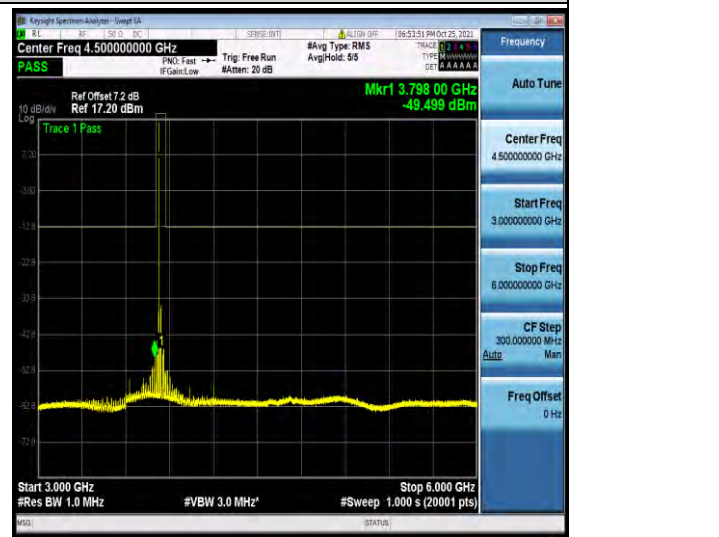 Keysight Spectrum Analyzer - Swept SA
RL RF 50 Ω DC SENSE:INT ALIGN OFF 06:53:51 PM Oct 25, 2021
Center Freq 4.500000000 GHz
PNO: Fast
IFGain:Low
Trig: Free Run
#Atten: 20 dB
#Avg Type: RMS
Avg|Hold: 5/5
TRACE 1 2 3 4 5
TYPE
DET A A A A A A
PASS
Mkr1 3.798 00 GHz
-49.499 dBm
Ref Offset 7.2 dB
Ref 17.20 dBm
10 dB/div
Log
Trace 1 Pass
7.20
-2.80
-12.8
-22.8
-32.8
-42.8
-52.8
-62.8
-72.8
1
Start 3.000 GHz
Stop 6.000 GHz
#Res BW 1.0 MHz
#VBW 3.0 MHz*
#Sweep 1.000 s (20001 pts)
MSG
STATUS
Frequency
Auto Tune
Center Freq
4.500000000 GHz
Start Freq
3.000000000 GHz
Stop Freq
6.000000000 GHz
CF Step
300.000000 MHz
Auto Man
Freq Offset
0 Hz